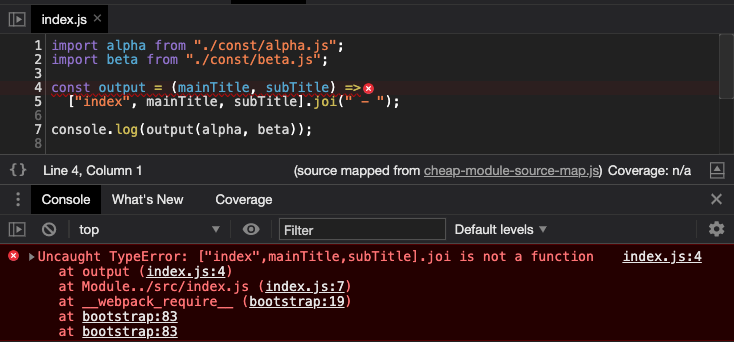 index.js ×
1 import alpha from "./const/alpha.js";
2 import beta from "./const/beta.js";
3
4 const output = (mainTitle, subTitle) =>
5 ["index", mainTitle, subTitle].joi(" - ");
6
7 console.log(output(alpha, beta));
8
{} Line 4, Column 1 (source mapped from cheap-module-source-map.js) Coverage: n/a
Console What's New Coverage
top Filter Default levels
Uncaught TypeError: ["index",mainTitle,subTitle].joi is not a function index.js:4
at output (index.js:4)
at Module../src/index.js (index.js:7)
at __webpack_require__ (bootstrap:19)
at bootstrap:83
at bootstrap:83